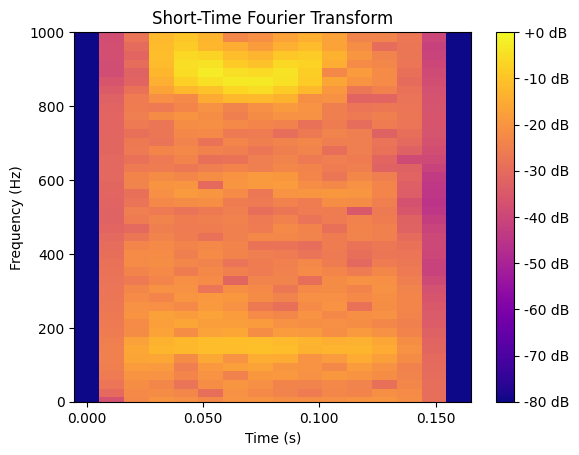 Short-Time Fourier Transform
1000
800
600
400
200
0
Frequency (Hz)
0.000
0.050
0.100
0.150
Time (s)
+0 dB
-10 dB
-20 dB
-30 dB
-40 dB
-50 dB
-60 dB
-70 dB
-80 dB